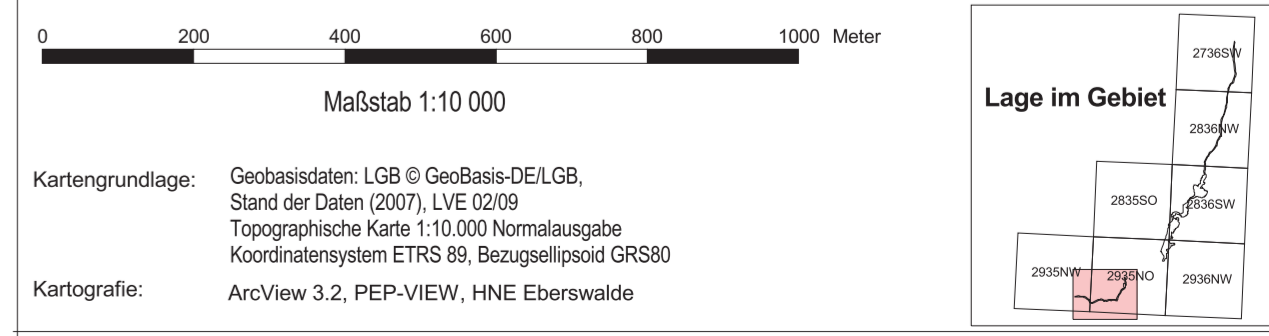 0 200 400 600 800 1000 Meter
Maßstab 1:10 000
Kartengrundlage: Geobasisdaten: LGB © GeoBasis-DE/LGB,
Stand der Daten (2007), LVE 02/09
Topographische Karte 1:10.000 Normalausgabe
Koordinatensystem ETRS 89, Bezugsellipsoid GRS80
Kartografie: ArcView 3.2, PEP-VIEW, HNE Eberswalde
Lage im Gebiet
2736SW
2836NW
2835SO 2836SW
2935NW 2935NO 2936NW